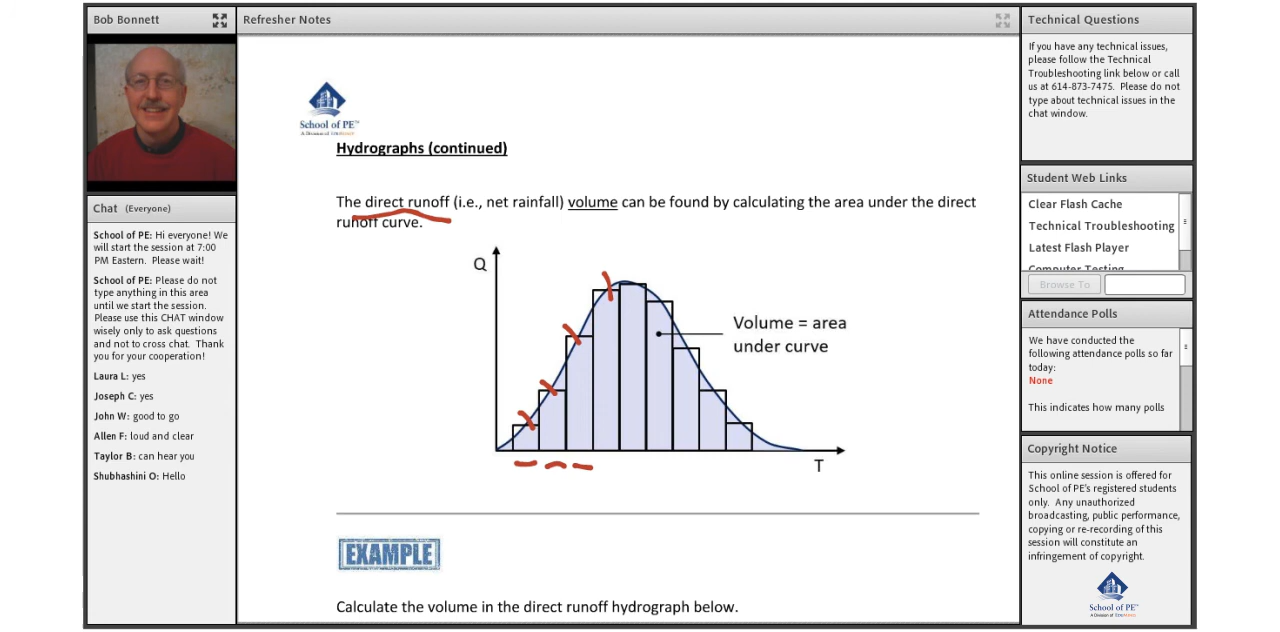 Bob Bonnett
Refresher Notes
Technical Questions
If you have any technical issues,
please follow the Technical
Troubleshooting link below or call
us at 614-873-7475. Please do not
type about technical issues in the
chat window.
Student Web Links
Clear Flash Cache
Technical Troubleshooting
Latest Flash Player
Computer Testing
Browse To
Attendance Polls
We have conducted the
following attendance polls so far
today:
None
This indicates how many polls
Copyright Notice
This online session is offered for
School of PE's registered students
only. Any unauthorized
broadcasting, public performance,
copying or re-recording of this
session will constitute an
infringement of copyright.
School of PE™
Chat (Everyone)
School of PE: Hi everyone! We
will start the session at 7:00
PM Eastern. Please wait!
School of PE: Please do not
type anything in this area
until we start the session.
Please use this CHAT window
wisely only to ask questions
and not to cross chat. Thank
you for your cooperation!
Laura L: yes
Joseph C: yes
John W: good to go
Allen F: loud and clear
Taylor B: can hear you
Shubhashini O: Hello
School of PE™
Hydrographs (continued)
The direct runoff (i.e., net rainfall) volume can be found by calculating the area under the direct
runoff curve.
Q
Volume = area
under curve
T
EXAMPLE
Calculate the volume in the direct runoff hydrograph below.